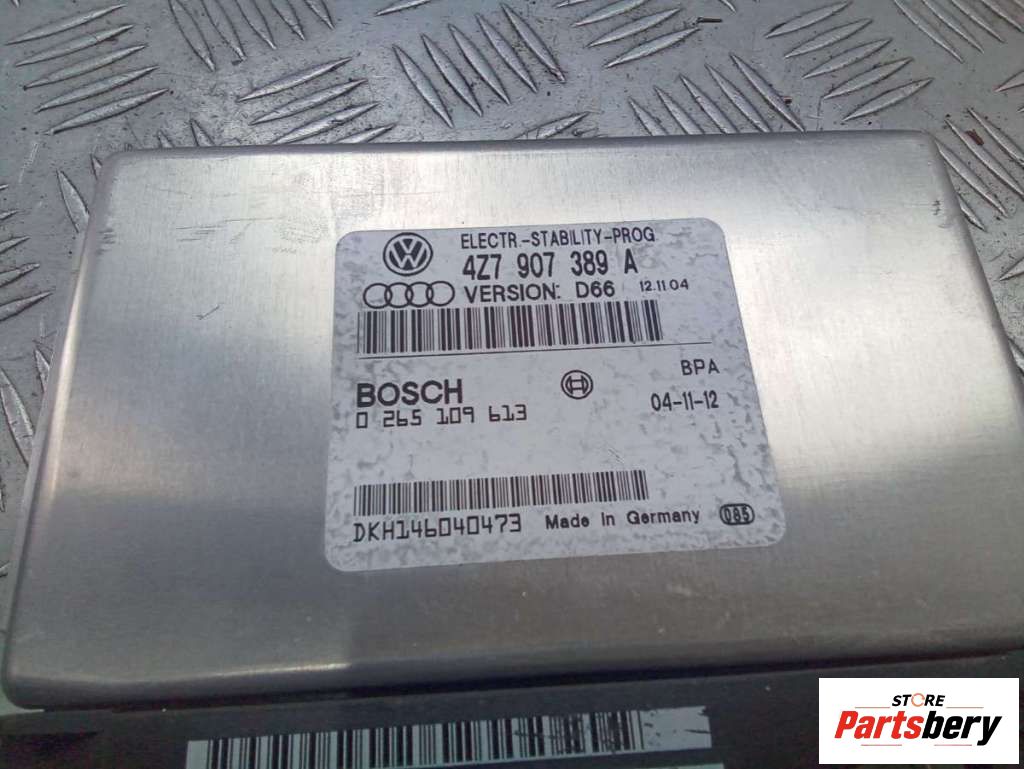 ELECTR.-STABILITY-PROG.
4Z7 907 389 A
VERSION: D66 12.11.04
BOSCH BPA
0 265 109 613 04-11-12
DKH146040473 Made in Germany 085
STORE
Partsbery